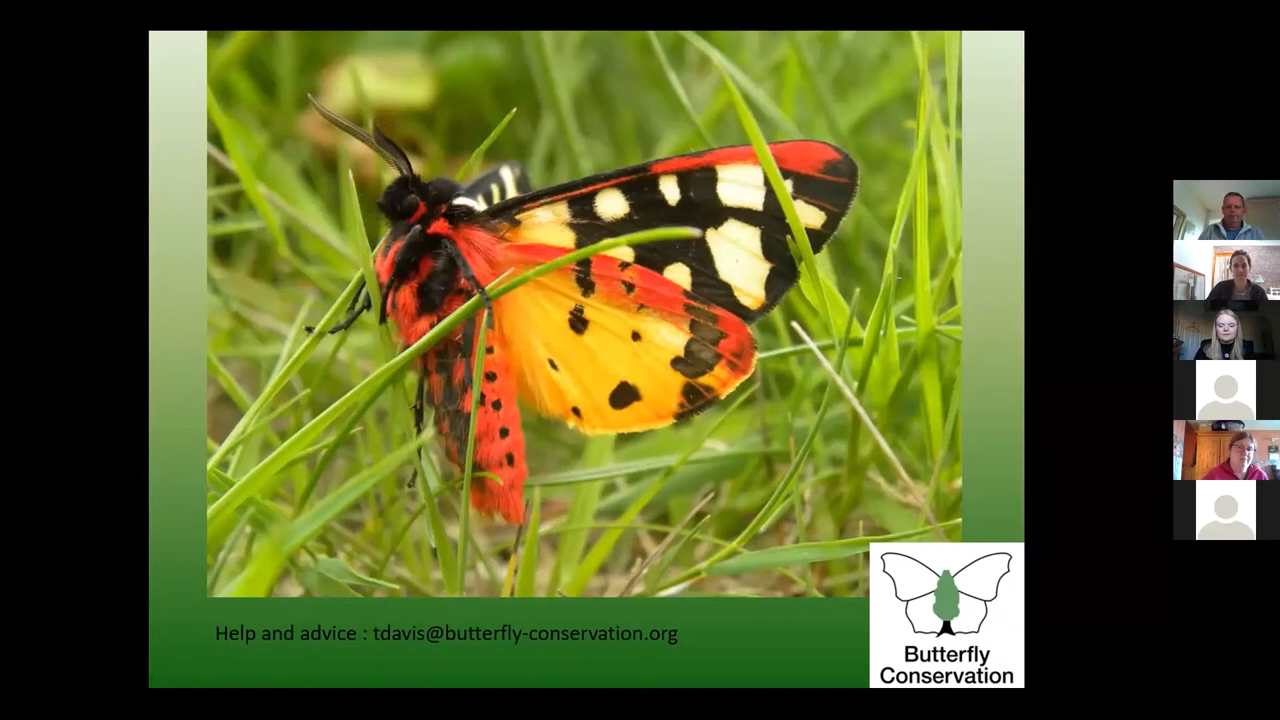 Help and advice : tdavis@butterfly-conservation.org
Butterfly
Conservation